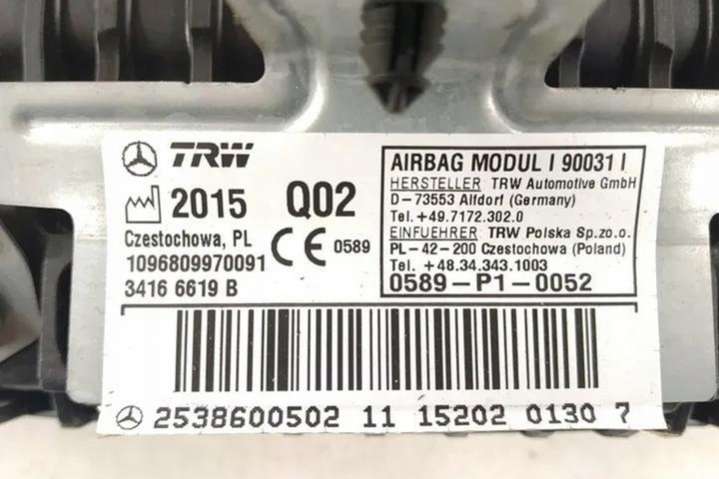 TRW
2015 Q02
Czestochowa, PL
CE 0589
1096809970091
3416 6619 B
AIRBAG MODUL I 90031 I
HERSTELLER TRW Automotive GmbH
D-73553 Alfdorf (Germany)
Tel.+49.7172.302.0
EINFUEHRER TRW Polska Sp.zo.o.
PL-42-200 Czestochowa (Poland)
Tel. +48.34.343.1003
0589-P1-0052
2538600502 11 15202 0130 7